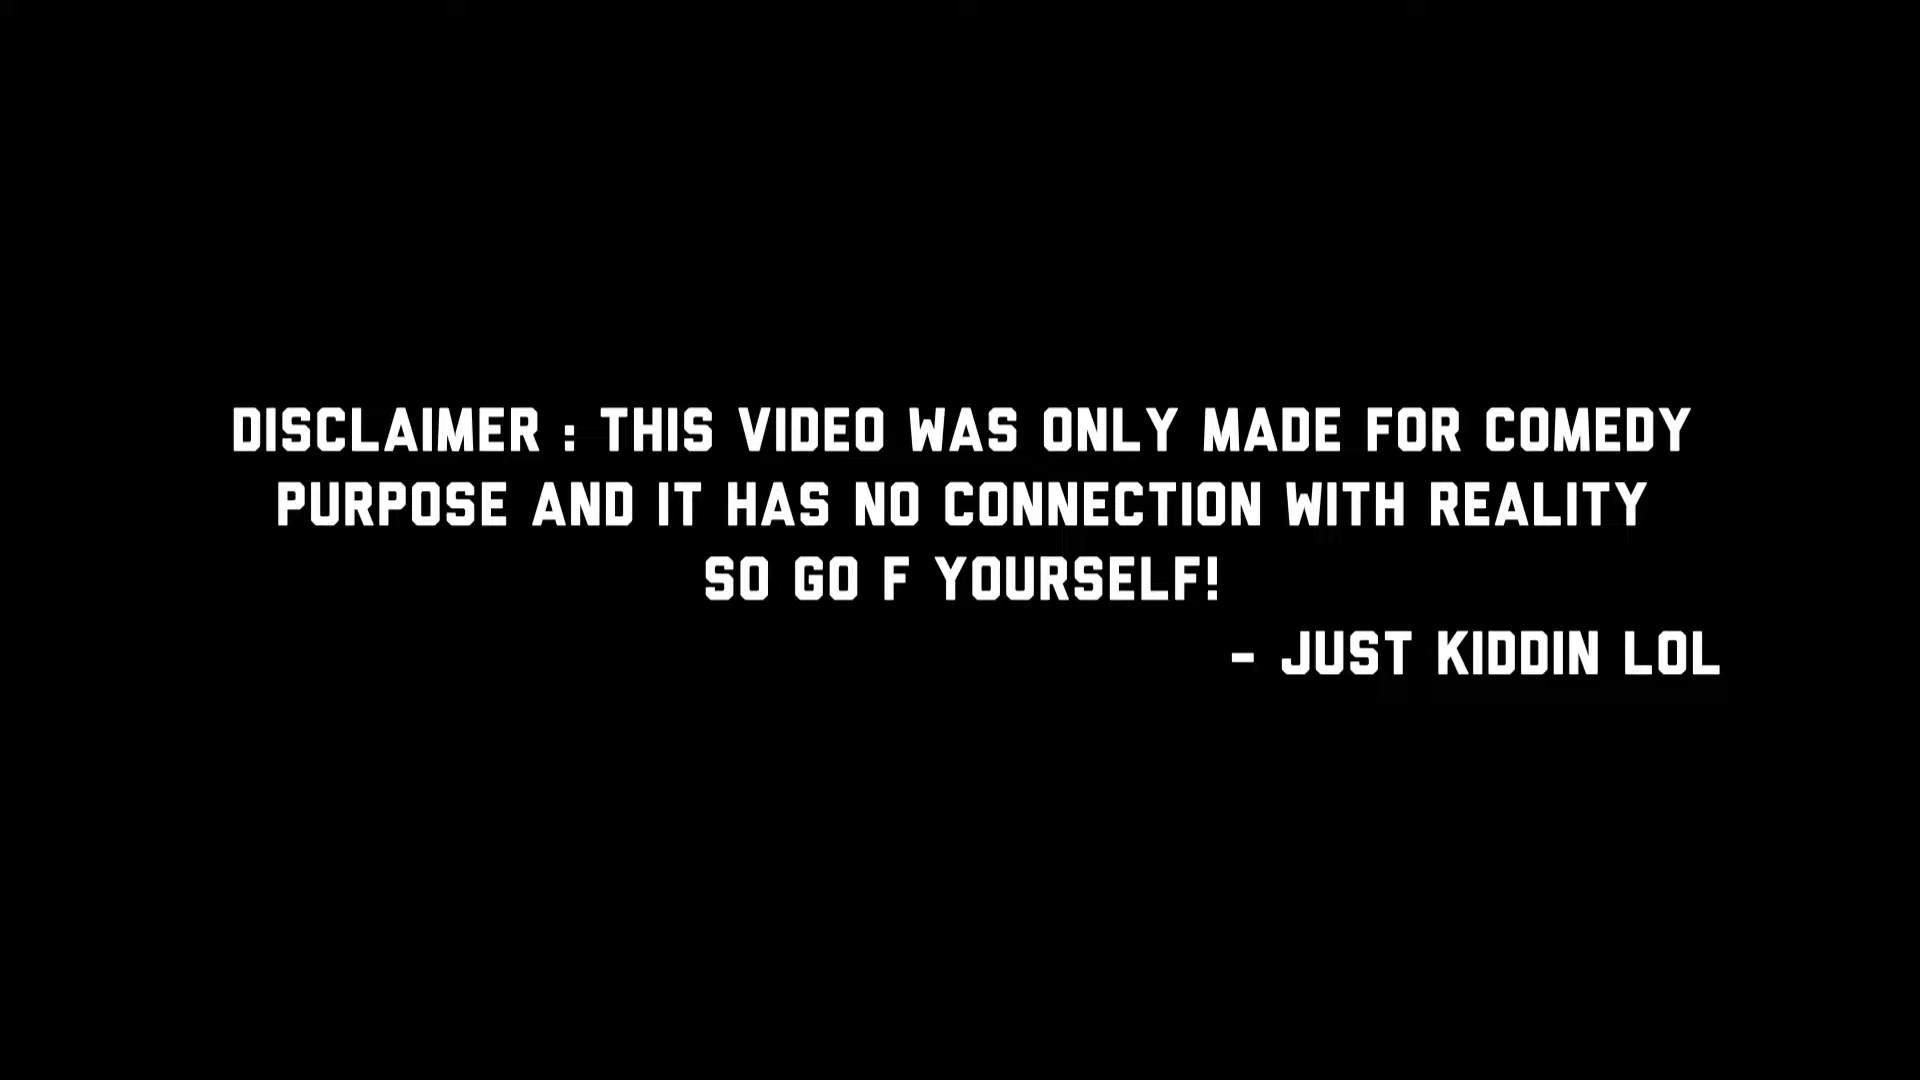 DISCLAIMER : THIS VIDEO WAS ONLY MADE FOR COMEDY
PURPOSE AND IT HAS NO CONNECTION WITH REALITY
SO GO F YOURSELF!
- JUST KIDDIN LOL